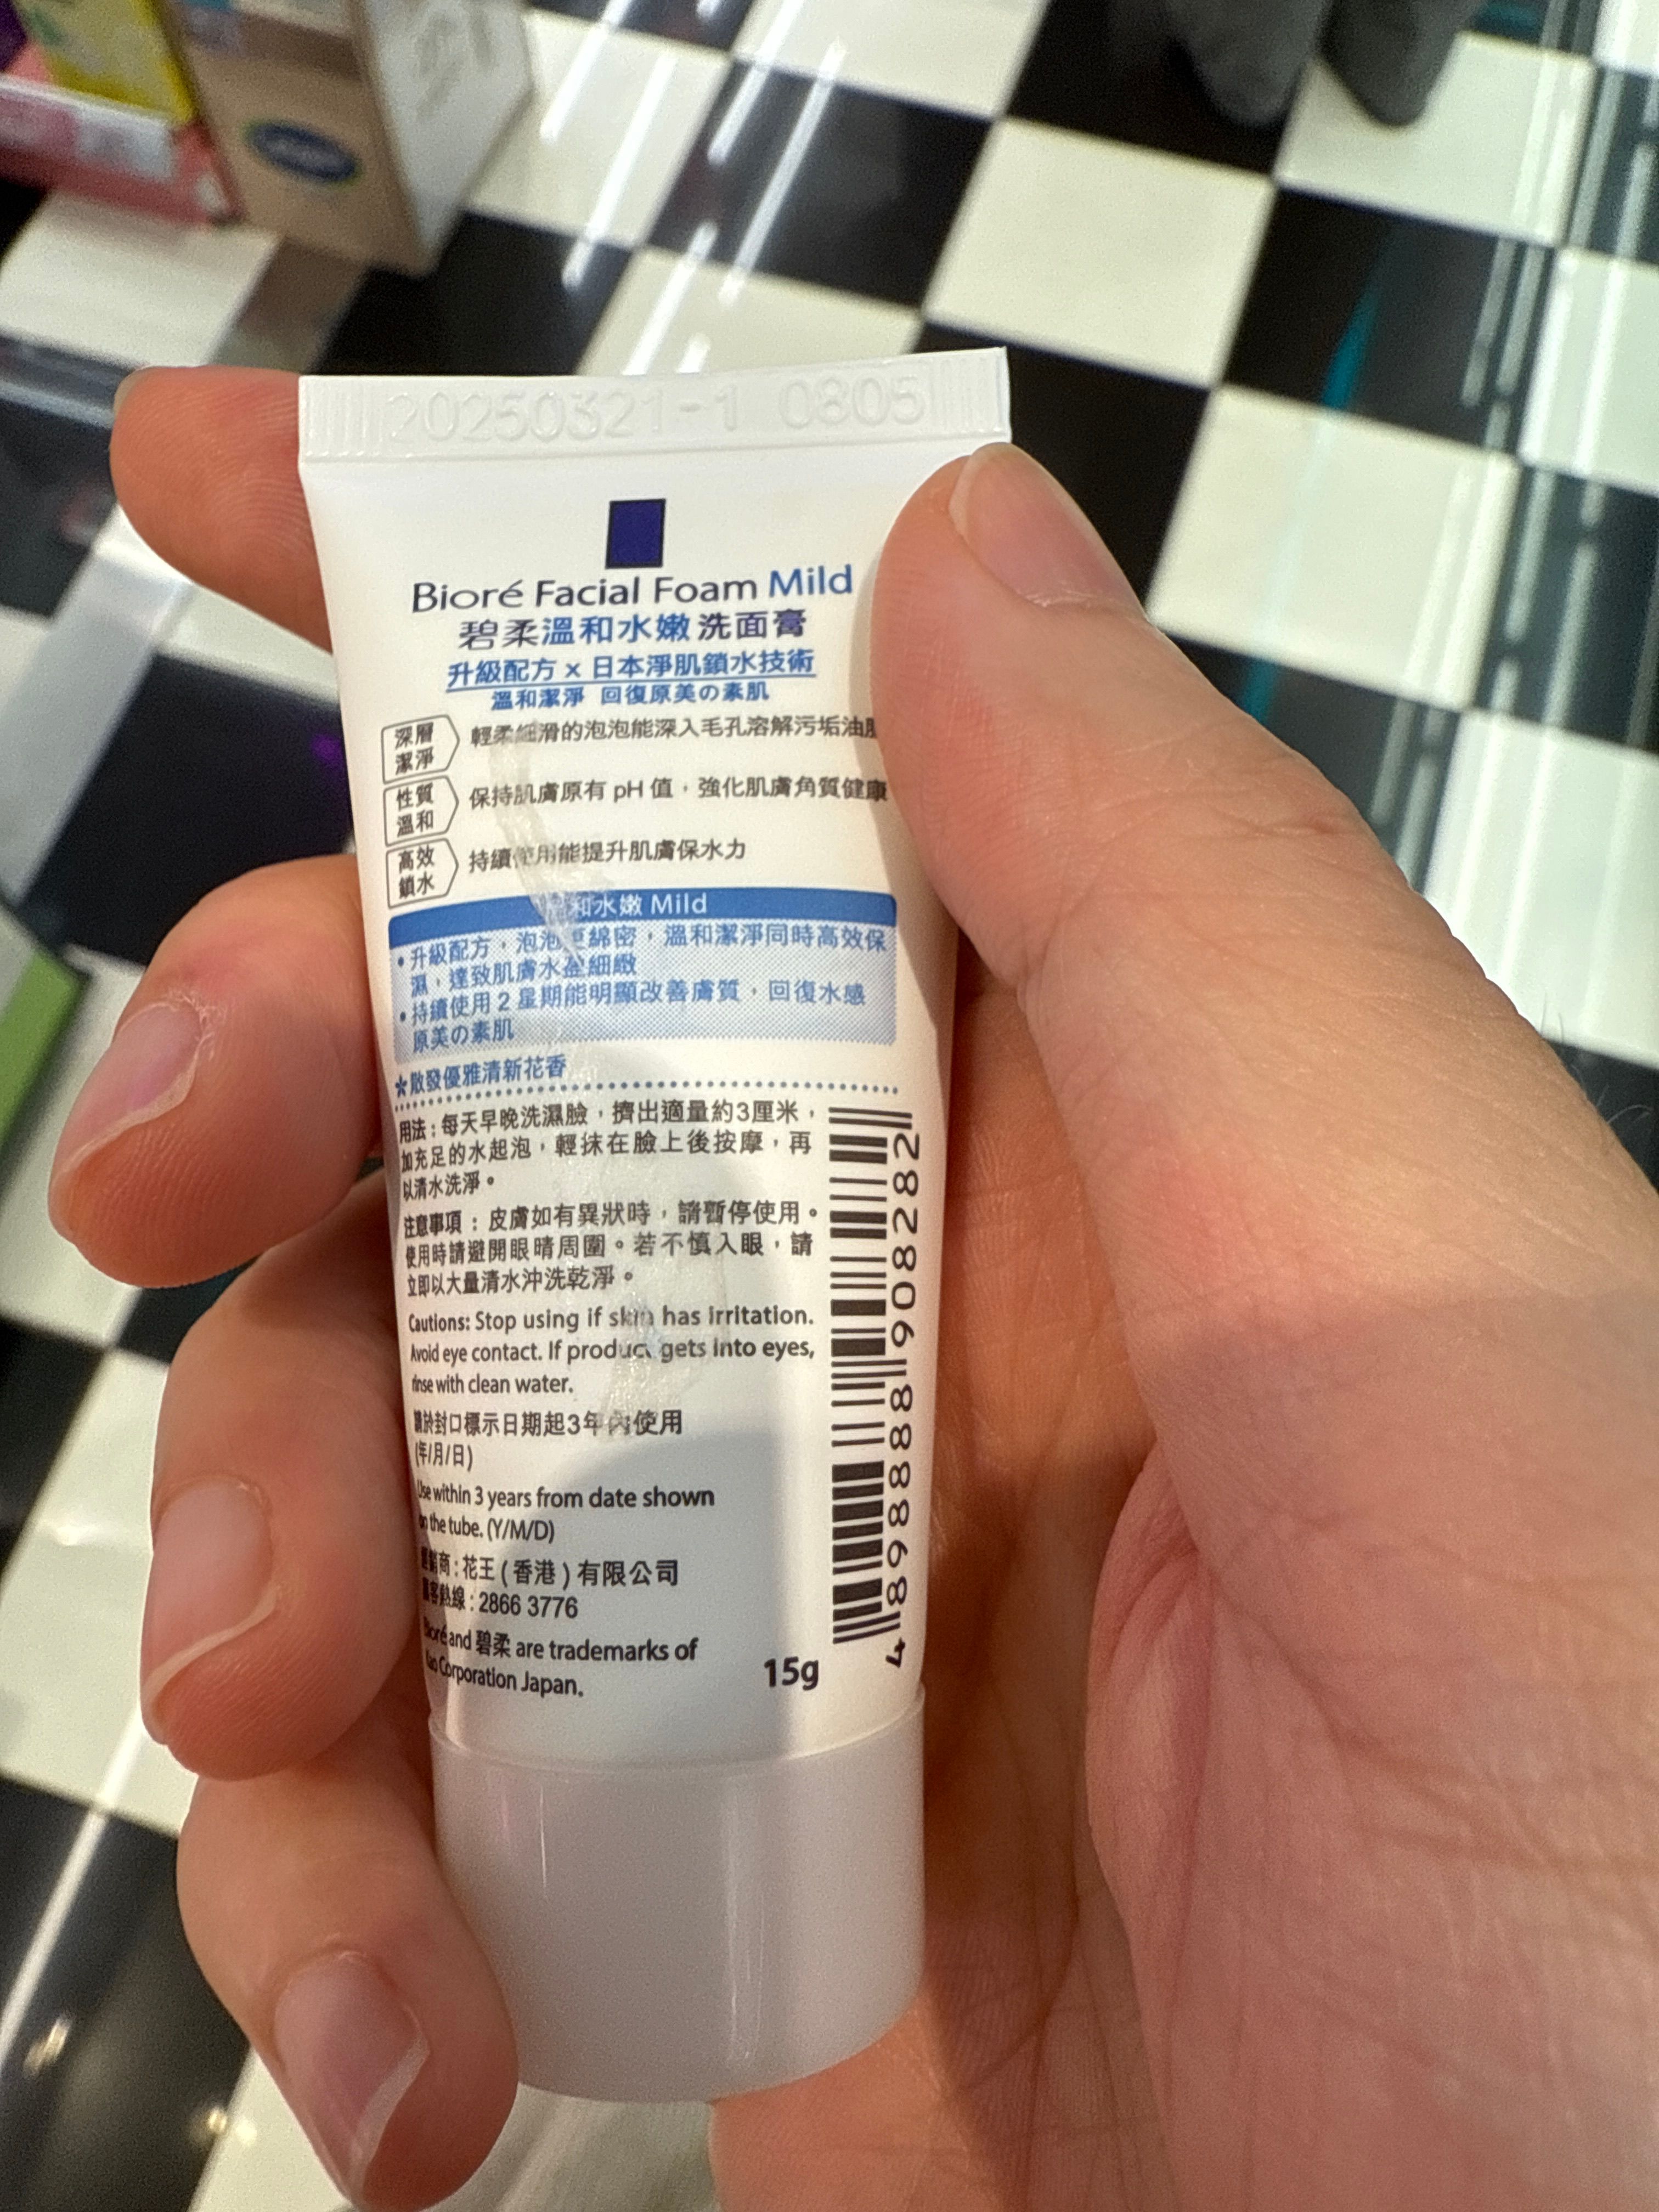 20250321-1 0805
Bioré Facial Foam Mild
碧柔溫和水嫩洗面膏
升級配方 x 日本淨肌鎖水技術
溫和潔淨 回復原美の素肌
深層
潔淨
輕柔細滑的泡泡能深入毛孔溶解污垢油
性質
溫和
保持肌膚原有 pH 值，強化肌膚角質健康
高效
鎖水
持續使用能提升肌膚保水力
和水嫩 Mild
• 升級配方，泡泡更綿密，溫和潔淨同時高效保
濕，達致肌膚水盈細緻
• 持續使用 2 星期能明顯改善膚質，回復水感
原美の素肌
*散發優雅清新花香
用法：每天早晚洗濕臉，擠出適量約3厘米，
加充足的水起泡，輕抹在臉上後按摩，再
以清水洗淨。
注意事項：皮膚如有異狀時，請暫停使用。
使用時請避開眼睛周圍。若不慎入眼，請
立即以大量清水沖洗乾淨。
Cautions: Stop using if skin has irritation.
Avoid eye contact. If product gets into eyes,
rinse with clean water.
請於封口標示日期起3年內使用
(年/月/日)
Use within 3 years from date shown
on the tube. (Y/M/D)
經銷商：花王 ( 香港 ) 有限公司
顧客熱線：2866 3776
Bioré and 碧柔 are trademarks of
Kao Corporation Japan.
15g
4 898888 908282